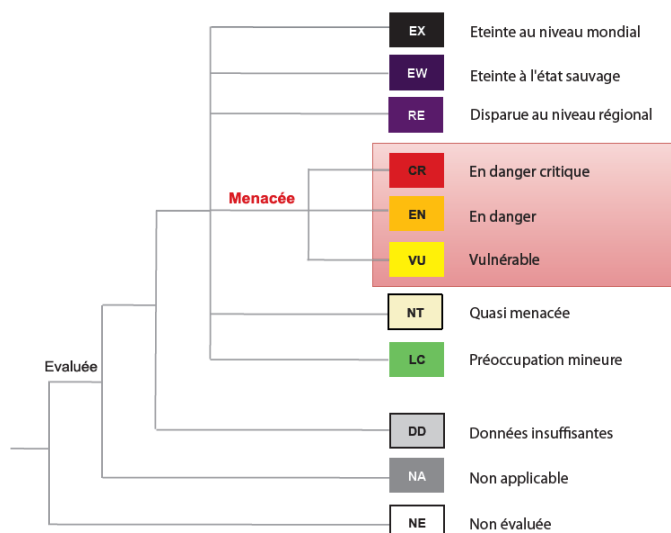 EX Eteinte au niveau mondial
EW Eteinte à l'état sauvage
RE Disparue au niveau régional
CR En danger critique
Menacée
EN En danger
VU Vulnérable
NT Quasi menacée
LC Préoccupation mineure
Evaluée
DD Données insuffisantes
NA Non applicable
NE Non évaluée